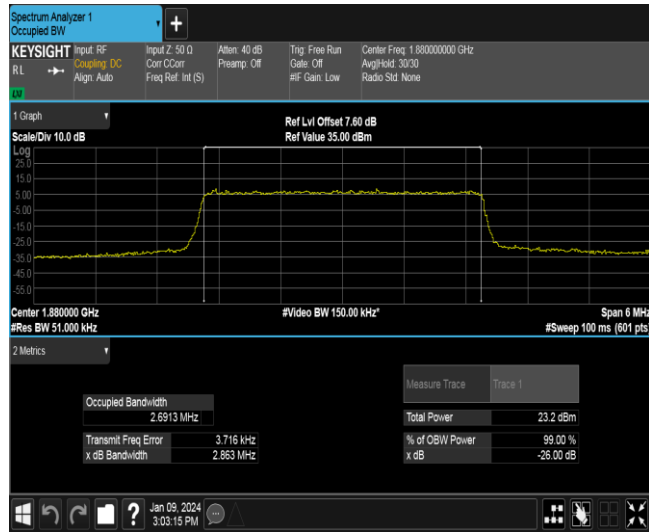 Spectrum Analyzer 1
Occupied BW
+
KEYSIGHT
RL
Input: RF
Coupling: DC
Align: Auto
Input Z: 50 Ω
Corr CCorr
Freq Ref: Int (S)
Atten: 40 dB
Preamp: Off
Trig: Free Run
Gate: Off
#IF Gain: Low
Center Freq: 1.880000000 GHz
Avg|Hold: 30/30
Radio Std: None
LXI
1 Graph
Scale/Div 10.0 dB
Ref Lvl Offset 7.60 dB
Ref Value 35.00 dBm
Log
25.0
15.0
5.00
-5.00
-15.0
-25.0
-35.0
-45.0
-55.0
Center 1.880000 GHz
#Res BW 51.000 kHz
#Video BW 150.00 kHz*
Span 6 MHz
#Sweep 100 ms (601 pts)
2 Metrics
Measure Trace Trace 1
Occupied Bandwidth
2.6913 MHz
Total Power 23.2 dBm
Transmit Freq Error 3.716 kHz
x dB Bandwidth 2.863 MHz
% of OBW Power 99.00 %
x dB -26.00 dB
?
Jan 09, 2024
3:03:15 PM